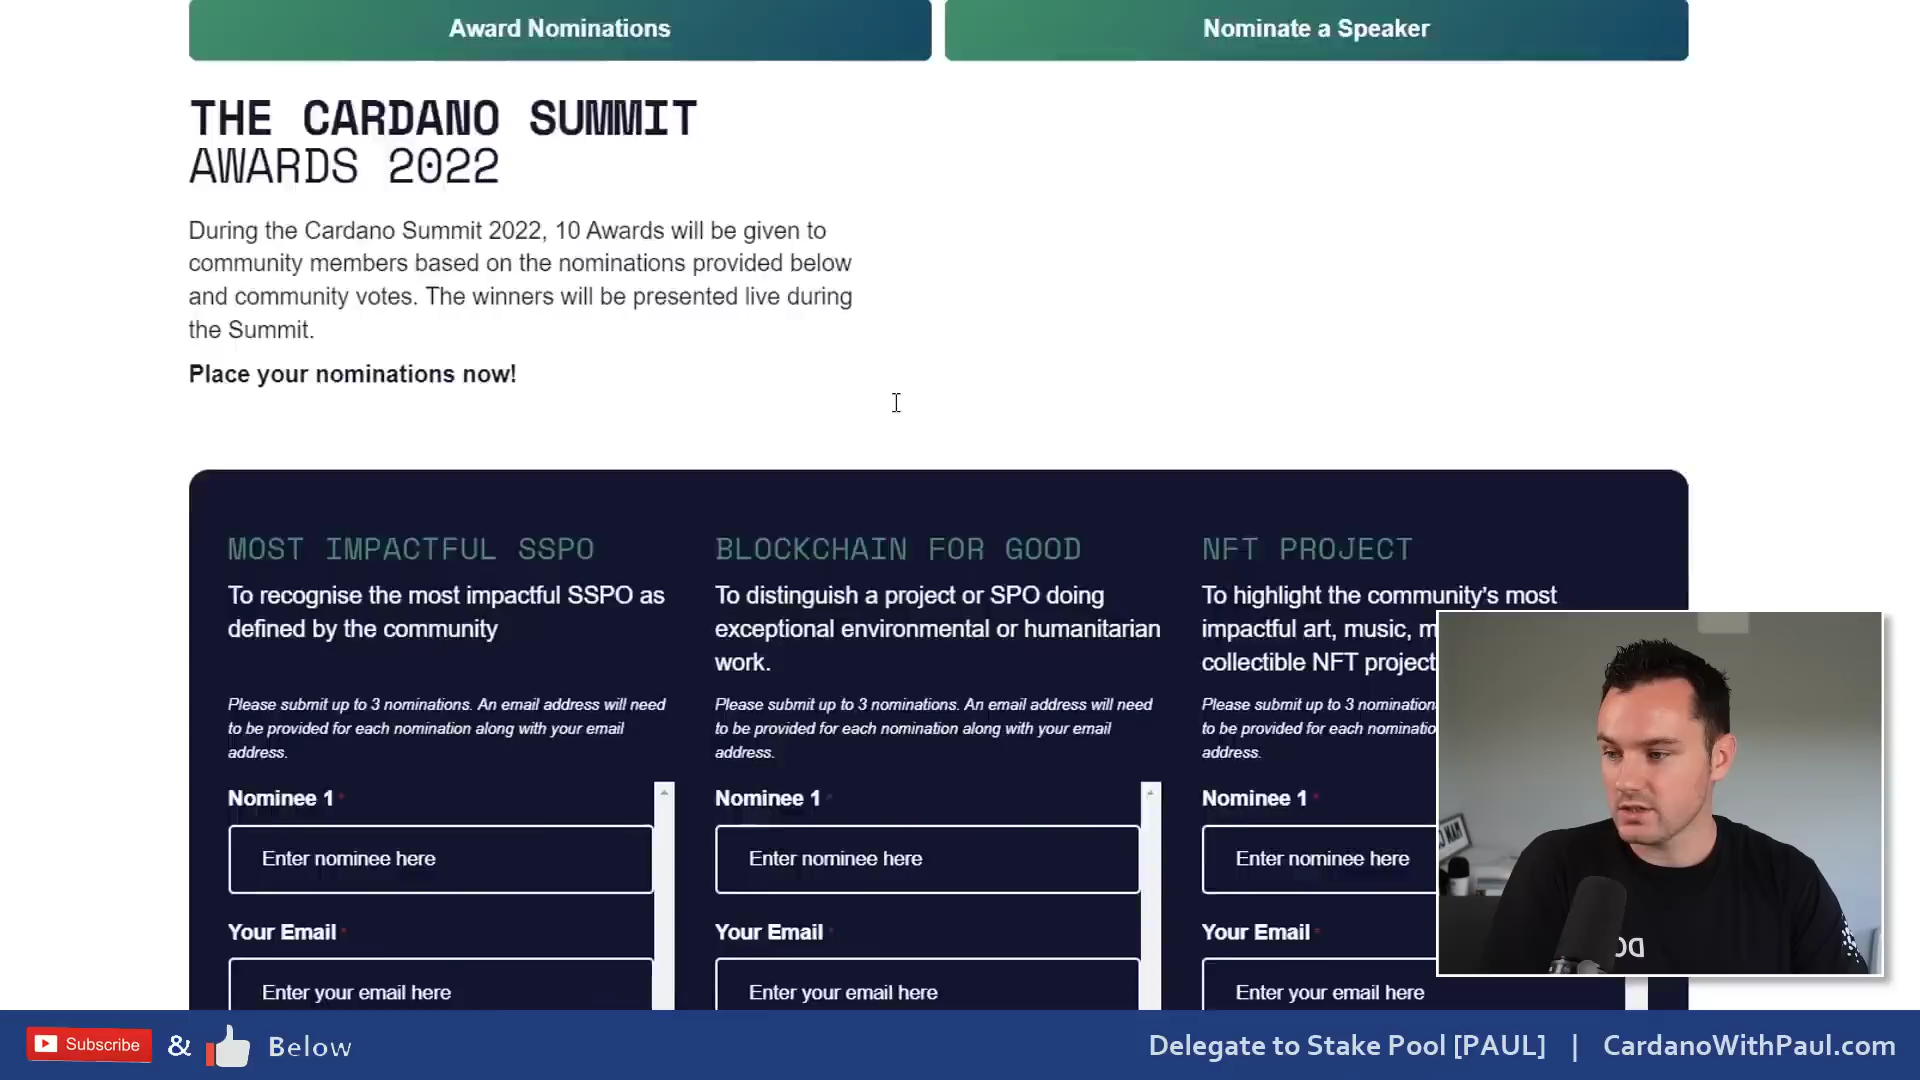 Award Nominations
Nominate a Speaker
THE CARDANO SUMMIT
AWARDS 2022
During the Cardano Summit 2022, 10 Awards will be given to
community members based on the nominations provided below
and community votes. The winners will be presented live during
the Summit.
Place your nominations now!
MOST IMPACTFUL SSPO
To recognise the most impactful SSPO as
defined by the community
Please submit up to 3 nominations. An email address will need
to be provided for each nomination along with your email
address.
Nominee 1 *
Enter nominee here
Your Email *
Enter your email here
BLOCKCHAIN FOR GOOD
To distinguish a project or SPO doing
exceptional environmental or humanitarian
work.
Please submit up to 3 nominations. An email address will need
to be provided for each nomination along with your email
address.
Nominee 1 *
Enter nominee here
Your Email *
Enter your email here
NFT PROJECT
To highlight the community's most
impactful art, music, m
collectible NFT project
Please submit up to 3 nomination
to be provided for each nominatio
address.
Nominee 1 *
Enter nominee here
Your Email *
Enter your email here
Subscribe & Below
Delegate to Stake Pool [PAUL] | CardanoWithPaul.com